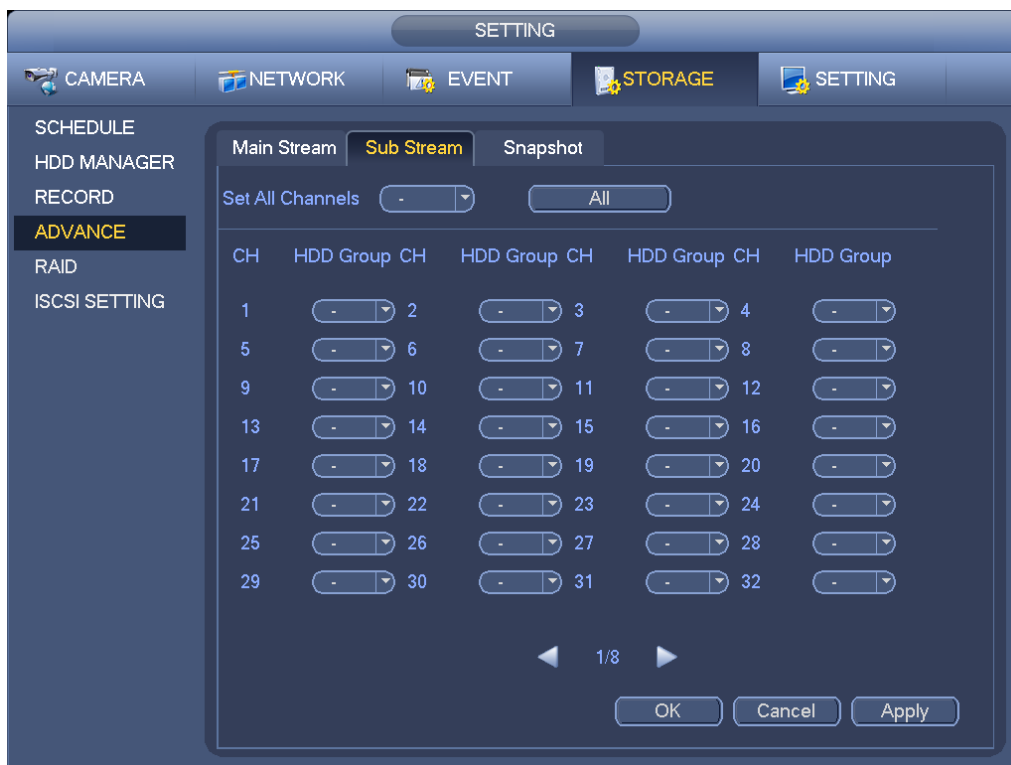 SETTING
CAMERA NETWORK EVENT STORAGE SETTING
SCHEDULE
HDD MANAGER
RECORD
ADVANCE
RAID
ISCSI SETTING
Main Stream Sub Stream Snapshot
Set All Channels - All
CH HDD Group CH HDD Group CH HDD Group CH HDD Group
1 - 2 - 3 - 4 -
5 - 6 - 7 - 8 -
9 - 10 - 11 - 12 -
13 - 14 - 15 - 16 -
17 - 18 - 19 - 20 -
21 - 22 - 23 - 24 -
25 - 26 - 27 - 28 -
29 - 30 - 31 - 32 -
1/8
OK Cancel Apply